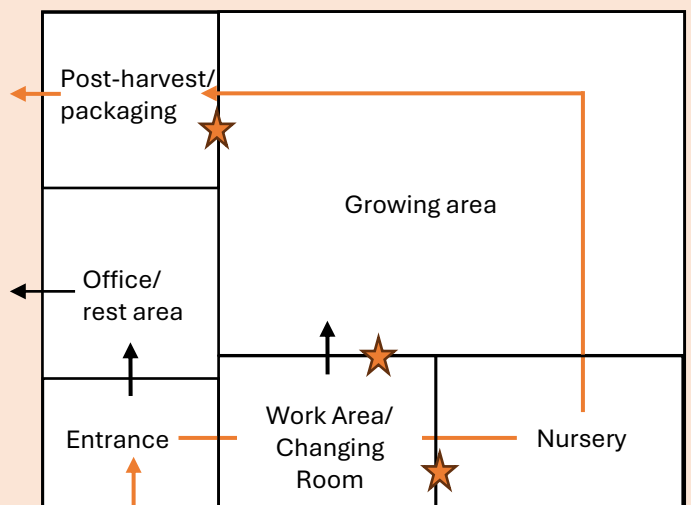 Post-harvest/
packaging
Growing area
Office/
rest area
Entrance
Work Area/
Changing
Room
Nursery